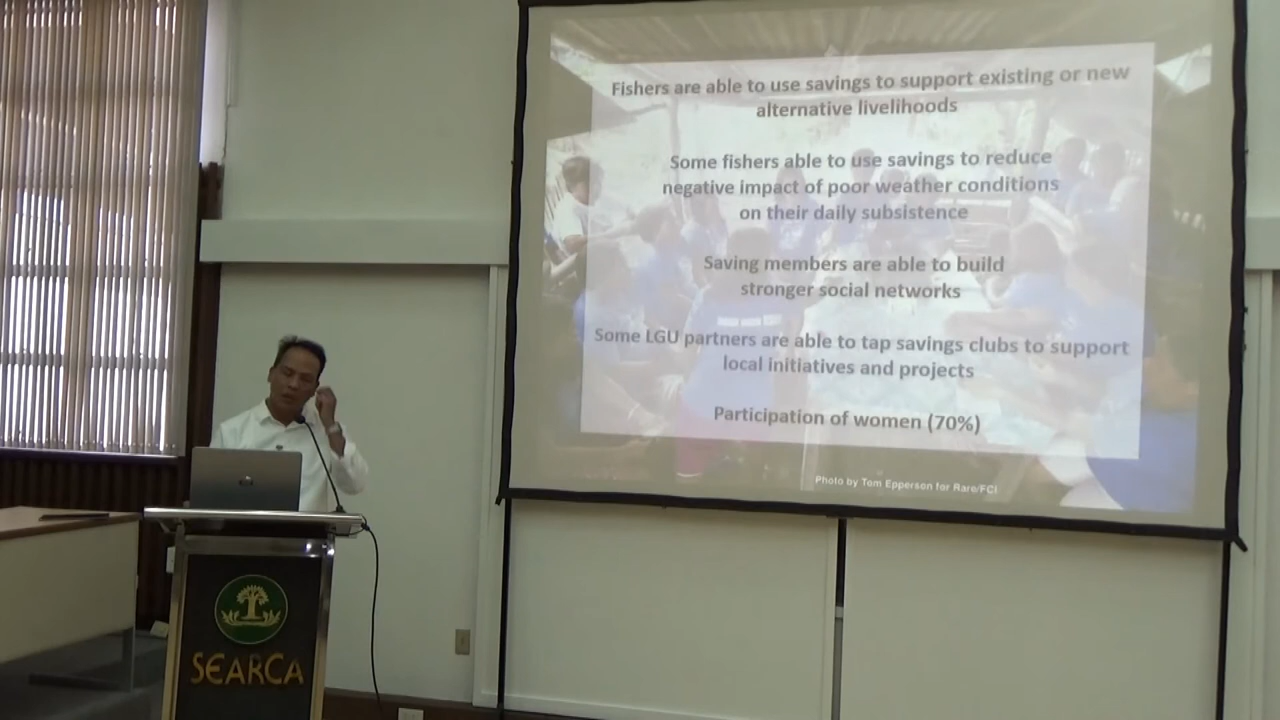 Fishers are able to use savings to support existing or new
alternative livelihoods
Some fishers able to use savings to reduce
negative impact of poor weather conditions
on their daily subsistence
Saving members are able to build
stronger social networks
Some LGU partners are able to tap savings clubs to support
local initiatives and projects
Participation of women (70%)
Photo by Tom Epperson for Rare/FCI
SEARCA